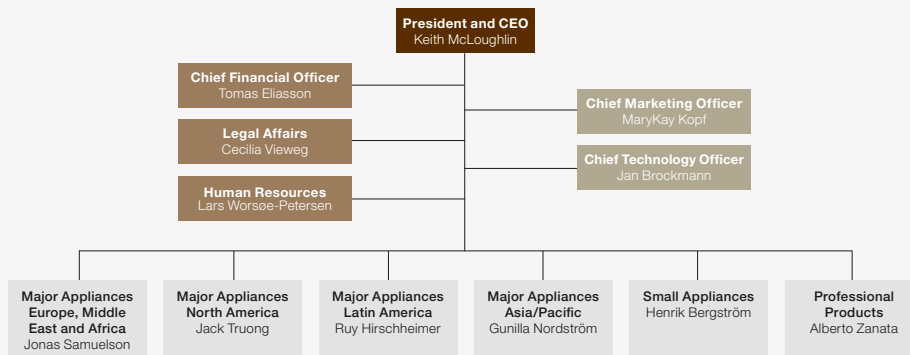 President and CEO
Keith McLoughlin
Chief Financial Officer
Tomas Eliasson
Chief Marketing Officer
MaryKay Kopf
Legal Affairs
Cecilia Vieweg
Chief Technology Officer
Jan Brockmann
Human Resources
Lars Worsøe-Petersen
Major Appliances
Europe, Middle
East and Africa
Jonas Samuelson
Major Appliances
North America
Jack Truong
Major Appliances
Latin America
Ruy Hirschheimer
Major Appliances
Asia/Pacific
Gunilla Nordström
Small Appliances
Henrik Bergström
Professional
Products
Alberto Zanata